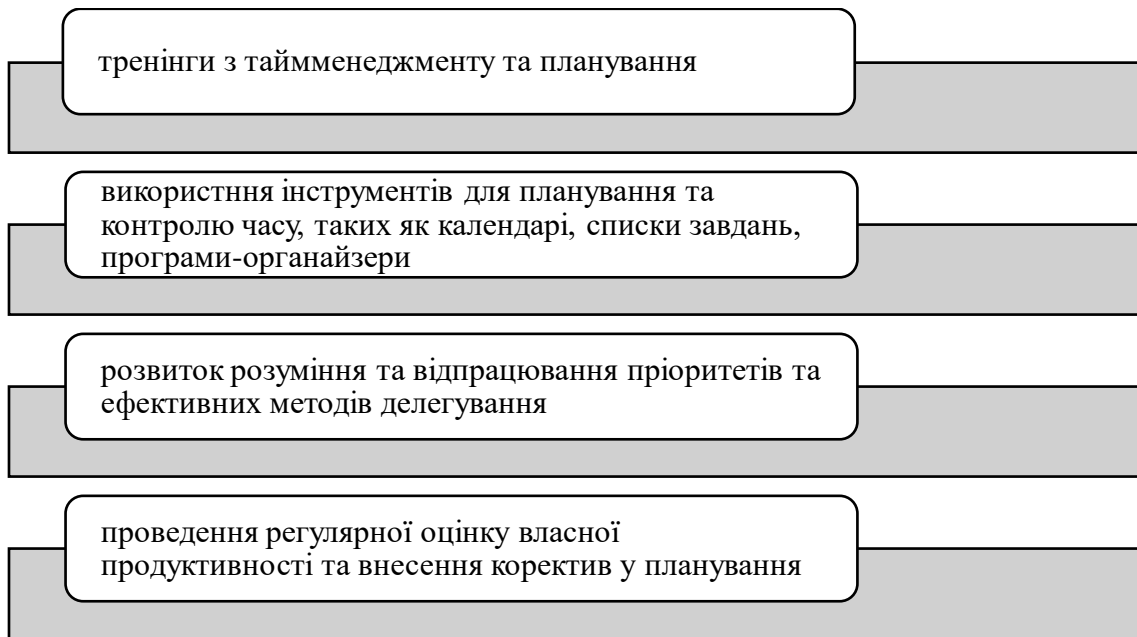 тренінги з таймменеджменту та планування
використння інструментів для планування та
контролю часу, таких як календарі, списки завдань,
програми-органайзери
розвиток розуміння та відпрацювання пріоритетів та
ефективних методів делегування
проведення регулярної оцінку власної
продуктивності та внесення коректив у планування